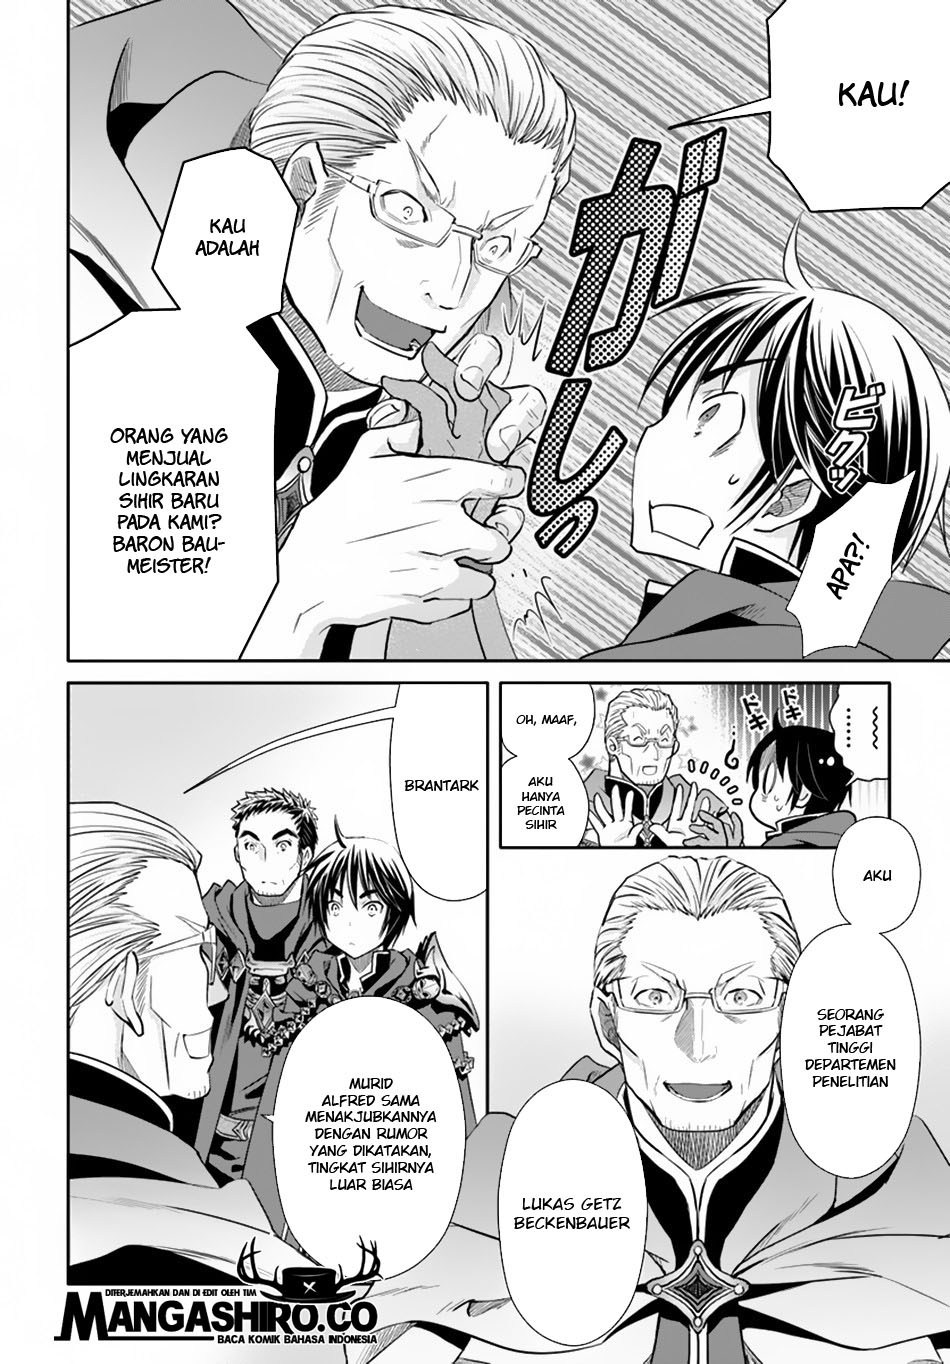 KAU!
KAU
ADALAH
ORANG YANG
MENJUAL
LINGKARAN
SIHIR BARU
PADA KAMI?
BARON BAU-
MEISTER!
ガガシッ
ビクッ
APA?!
ドキ
ドキ
OH, MAAF,
AKU
HANYA
PECINTA
SIHIR
BRANTARK
AKU
SEORANG
PEJABAT
TINGGI
DEPARTEMEN
PENELITIAN
LUKAS GETZ
BECKENBAUER
MURID
ALFRED SAMA
MENAKJUBKANNYA
DENGAN RUMOR
YANG DIKATAKAN,
TINGKAT SIHIRNYA
LUAR BIASA
DITERJEMAHKAN DAN DI EDIT OLEH TIM
MANGASHIRO.CO
BACA KOMIK BAHASA INDONESIA